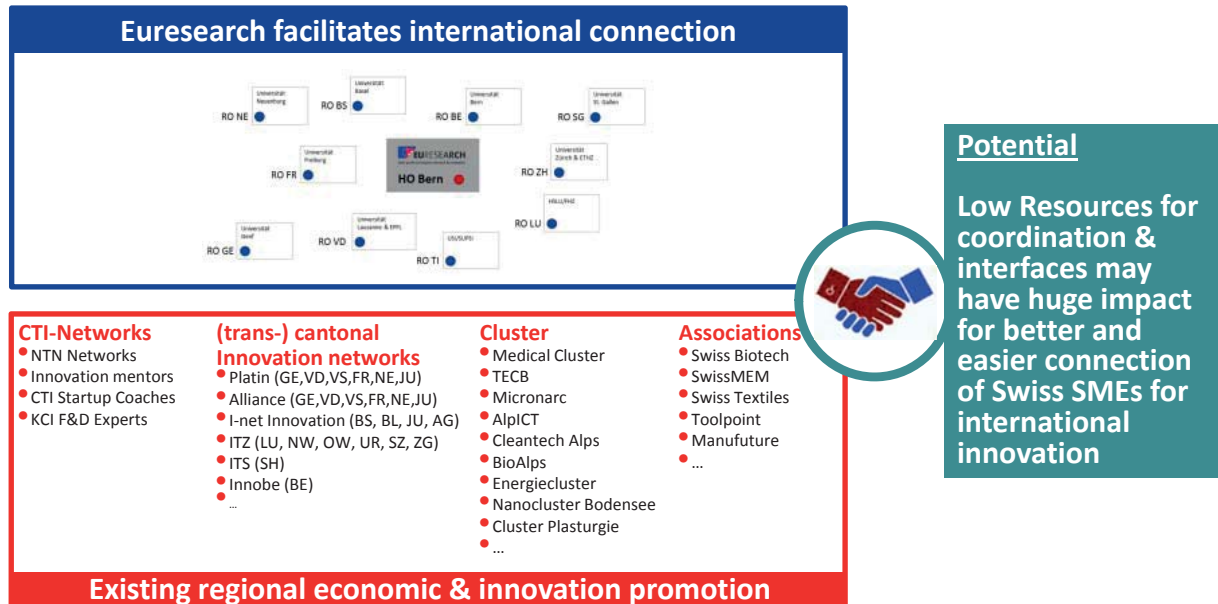 Euresearch facilitates international connection
Universität
Neuenburg
RO NE
Universität
Basel
RO BS
Universität
Bern
RO BE
Universität
St. Gallen
RO SG
Universität
Freiburg
RO FR
EURESEARCH
HO Bern
Universität
Zürich & ETHZ
RO ZH
Universität
Genf
RO GE
Universität
Lausanne & EPFL
RO VD
USI/SUPSI
RO TI
RO LU
Potential
Low Resources for
coordination &
interfaces may
have huge impact
for better and
easier connection
of Swiss SMEs for
international
innovation
CTI-Networks
• NTN Networks
• Innovation mentors
• CTI Startup Coaches
• KCI F&D Experts
(trans-) cantonal
Innovation networks
• Platin (GE,VD,VS,FR,NE,JU)
• Alliance (GE,VD,VS,FR,NE,JU)
• I-net Innovation (BS, BL, JU, AG)
• ITZ (LU, NW, OW, UR, SZ, ZG)
• ITS (SH)
• Innobe (BE)
• ...
Cluster
• Medical Cluster
• TECB
• Micronarc
• AlpICT
• Cleantech Alps
• BioAlps
• Energiecluster
• Nanocluster Bodensee
• Cluster Plasturgie
• ...
Associations
• Swiss Biotech
• SwissMEM
• Swiss Textiles
• Toolpoint
• Manufuture
• ...
Existing regional economic & innovation promotion